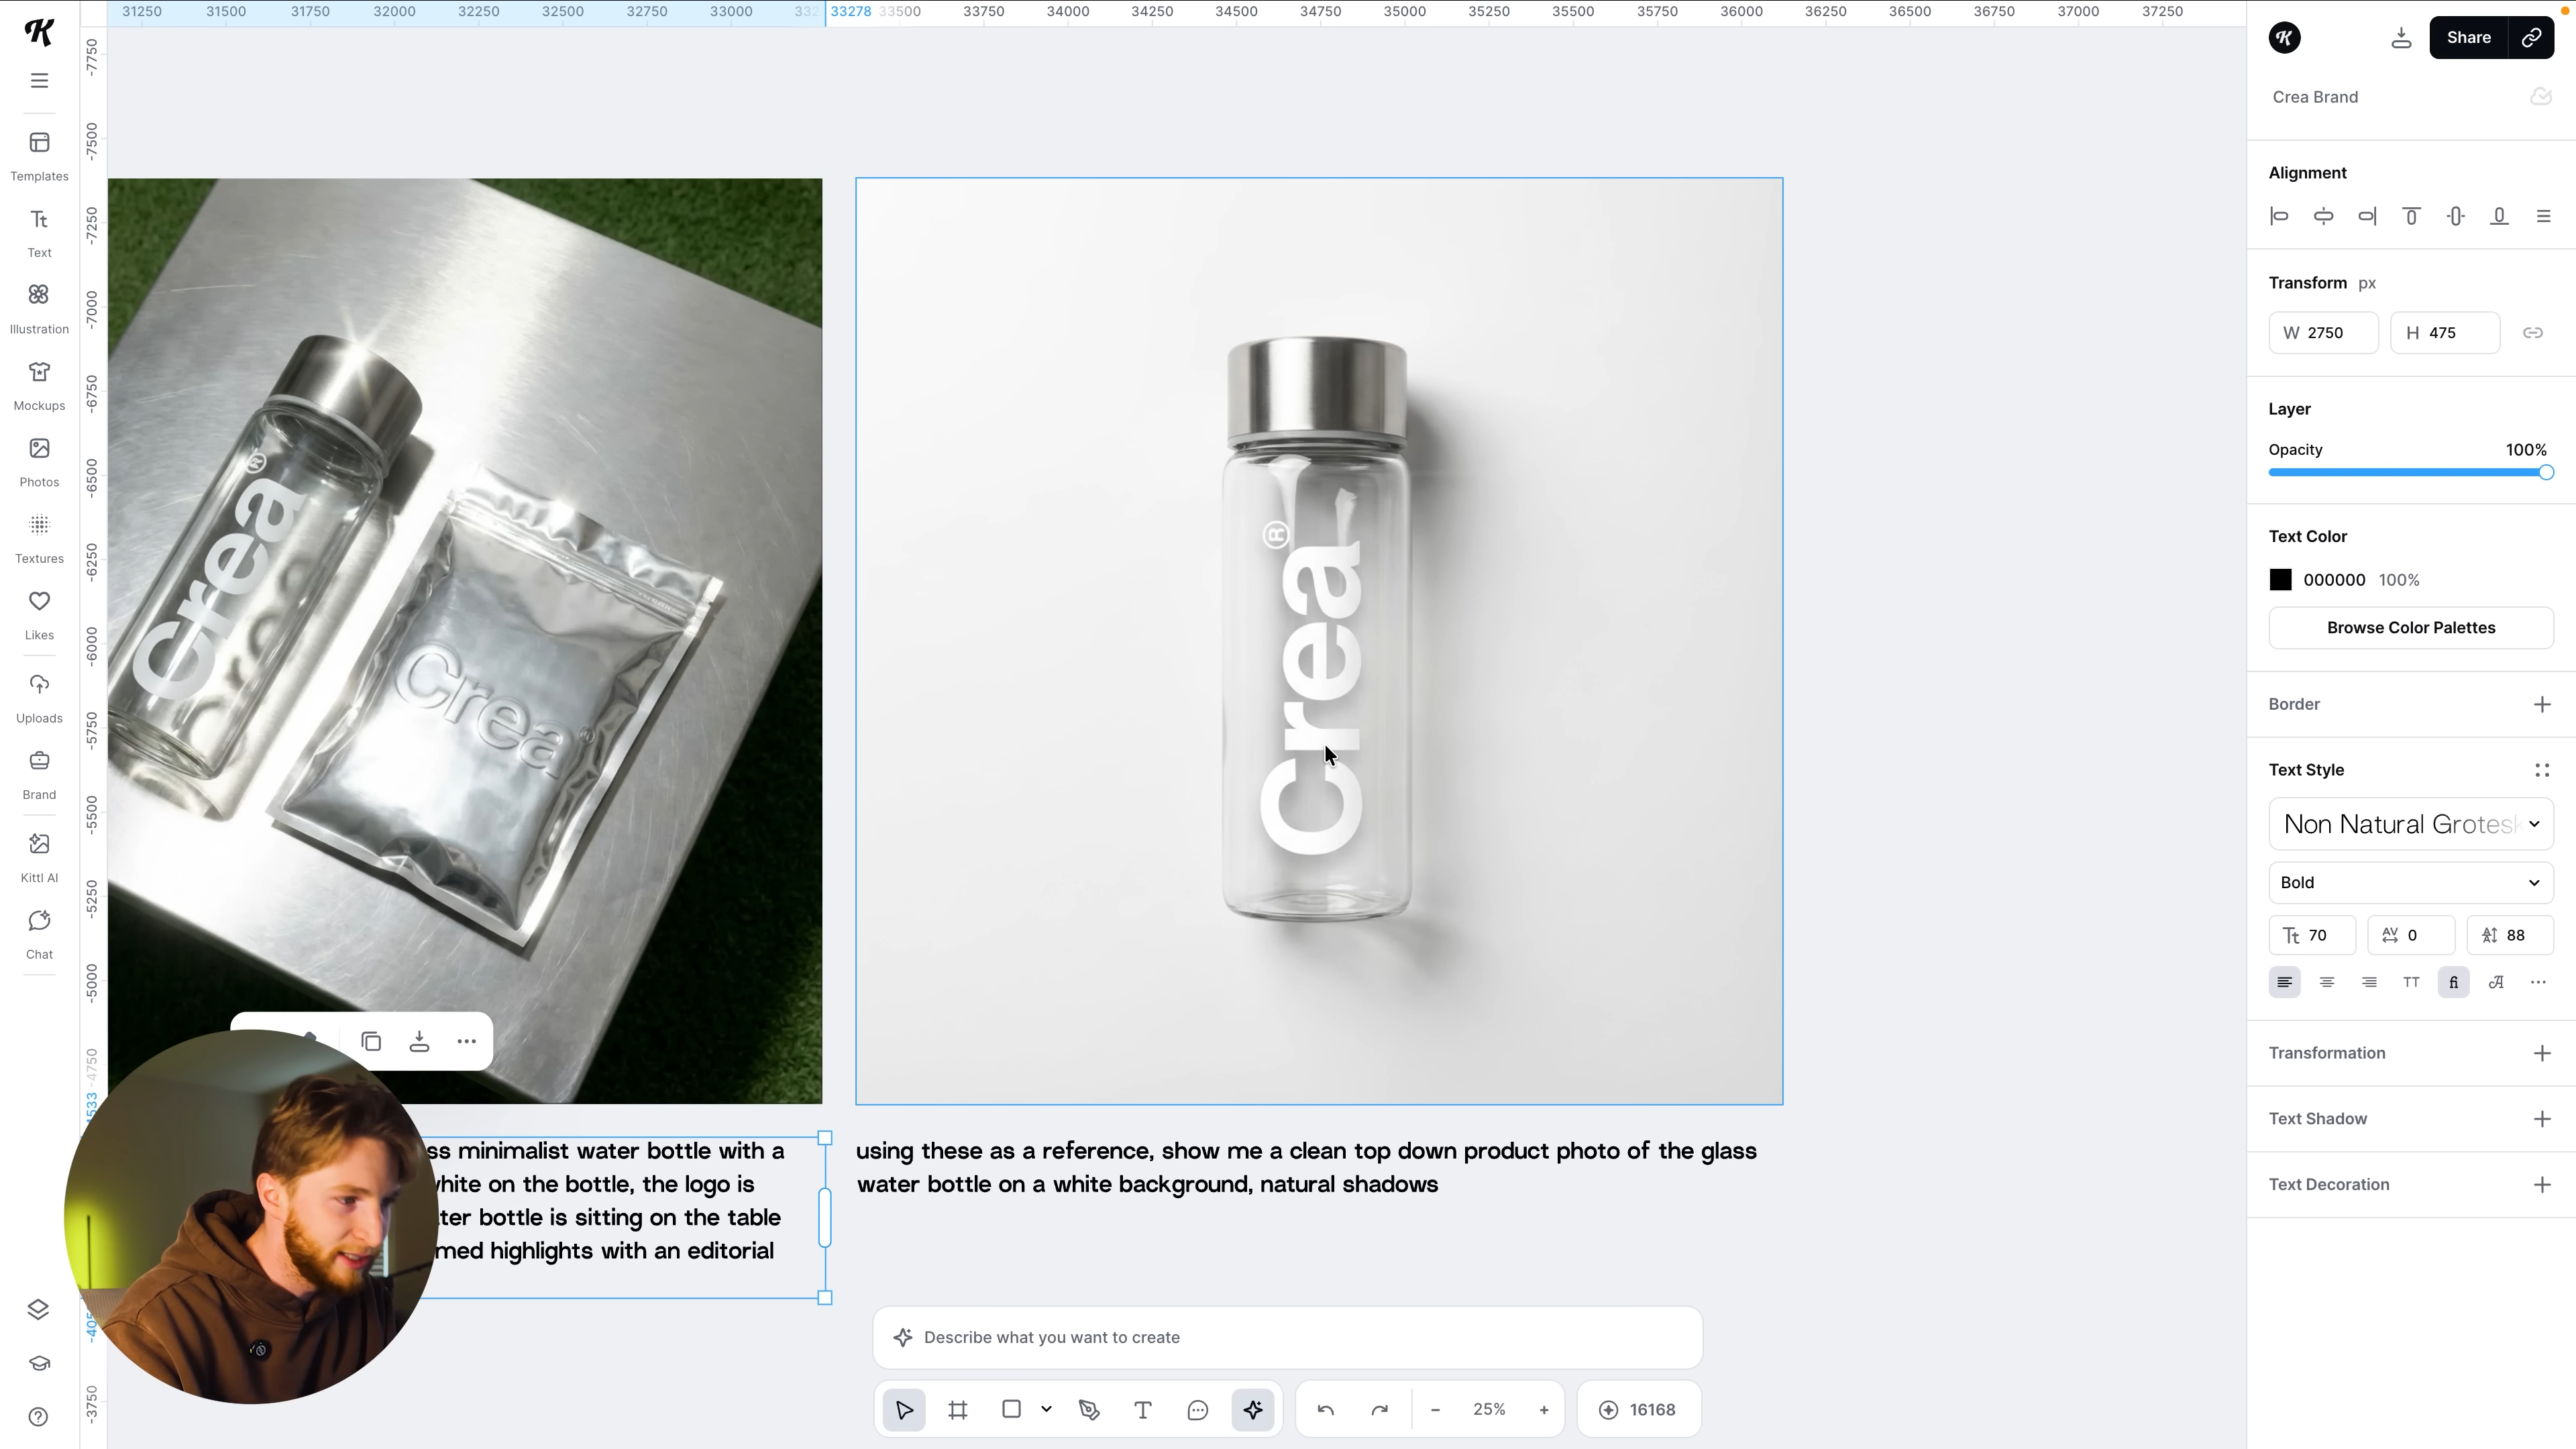 31250 31500 31750 32000 32250 32500 32750 33000 332 33278 33500 33750 34000 34250 34500 34750 35000 35250 35500 35750 36000 36250 36500 36750 37000 37250
-7750
-7500
-7250
-7000
-6750
-6500
-6250
-6000
-5750
-5500
-5250
-5000
-4750
-3750
Templates
Text
Illustration
Mockups
Photos
Textures
Likes
Uploads
Brand
Kittl AI
Chat
Crea®
Crea®
Crea®
ss minimalist water bottle with a
white on the bottle, the logo is
ter bottle is sitting on the table
med highlights with an editorial
using these as a reference, show me a clean top down product photo of the glass
water bottle on a white background, natural shadows
Describe what you want to create
25%
16168
Share
Crea Brand
Alignment
Transform px
W 2750 H 475
Layer
Opacity 100%
Text Color
000000 100%
Browse Color Palettes
Border
Text Style
Non Natural Grotesk
Bold
Tt 70 AV 0 88
Transformation
Text Shadow
Text Decoration